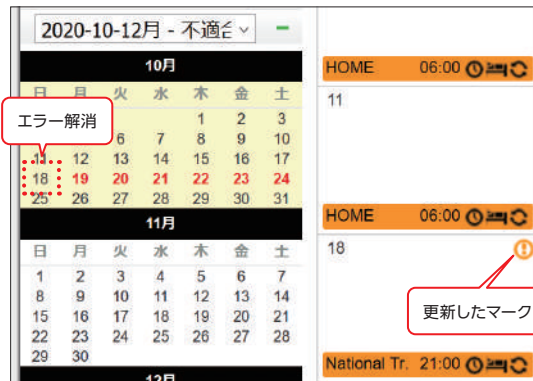 2020-10-12月 - 不適合
10月
日 月 火 水 木 金 土
1 2 3
6 7 8 9 10
11 12 13 14 15 16 17
18 19 20 21 22 23 24
25 26 27 28 29 30 31
エラー解消
11月
日 月 火 水 木 金 土
1 2 3 4 5 6 7
8 9 10 11 12 13 14
15 16 17 18 19 20 21
22 23 24 25 26 27 28
29 30
12月
HOME 06:00
11
HOME 06:00
18
更新したマーク
National Tr. 21:00